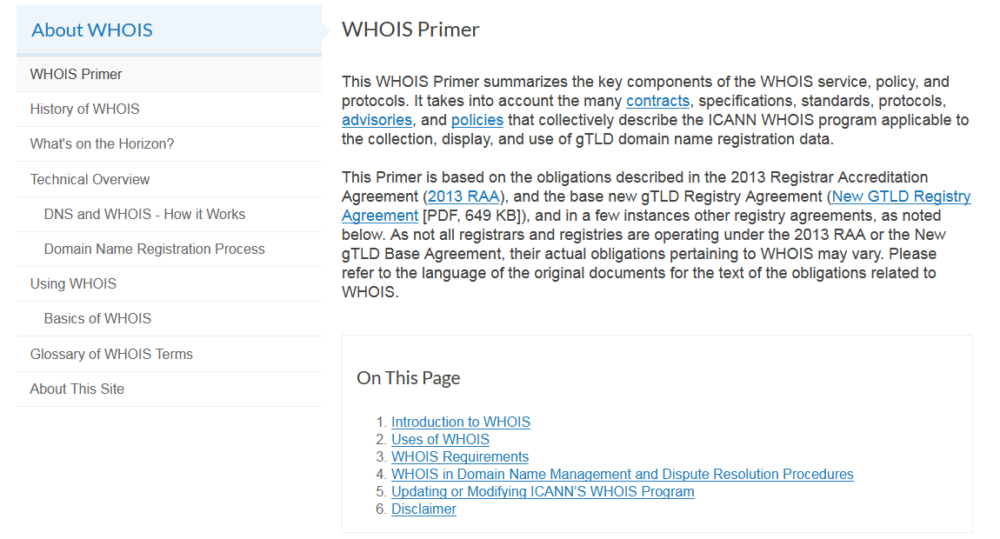 About WHOIS
WHOIS Primer
History of WHOIS
What's on the Horizon?
Technical Overview
DNS and WHOIS - How it Works
Domain Name Registration Process
Using WHOIS
Basics of WHOIS
Glossary of WHOIS Terms
About This Site
WHOIS Primer
This WHOIS Primer summarizes the key components of the WHOIS service, policy, and
protocols. It takes into account the many contracts, specifications, standards, protocols,
advisories, and policies that collectively describe the ICANN WHOIS program applicable to
the collection, display, and use of gTLD domain name registration data.
This Primer is based on the obligations described in the 2013 Registrar Accreditation
Agreement (2013 RAA), and the base new gTLD Registry Agreement (New GTLD Registry
Agreement [PDF, 649 KB]), and in a few instances other registry agreements, as noted
below. As not all registrars and registries are operating under the 2013 RAA or the New
gTLD Base Agreement, their actual obligations pertaining to WHOIS may vary. Please
refer to the language of the original documents for the text of the obligations related to
WHOIS.
On This Page
1. Introduction to WHOIS
2. Uses of WHOIS
3. WHOIS Requirements
4. WHOIS in Domain Name Management and Dispute Resolution Procedures
5. Updating or Modifying ICANN'S WHOIS Program
6. Disclaimer